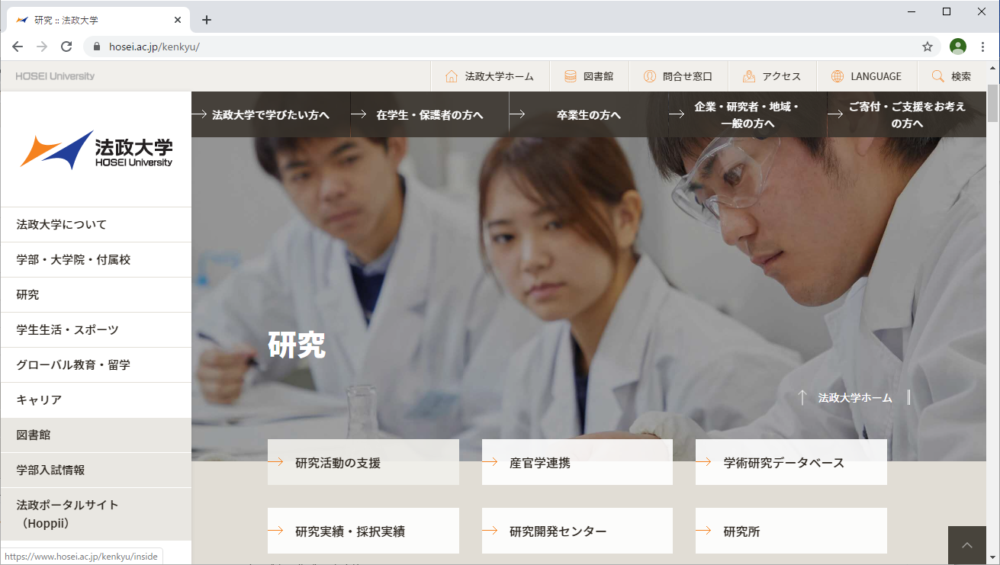 研究 :: 法政大学
hosei.ac.jp/kenkyu/
HOSEI University
法政大学ホーム
図書館
問合せ窓口
アクセス
LANGUAGE
検索
法政大学
HOSEI University
法政大学で学びたい方へ
在学生・保護者の方へ
卒業生の方へ
企業・研究者・地域・
一般の方へ
ご寄付・ご支援をお考え
の方へ
法政大学について
学部・大学院・付属校
研究
学生生活・スポーツ
グローバル教育・留学
キャリア
図書館
学部入試情報
法政ポータルサイト
（Hoppii）
研究
法政大学ホーム
研究活動の支援
産官学連携
学術研究データベース
研究実績・採択実績
研究開発センター
研究所
https://www.hosei.ac.jp/kenkyu/inside